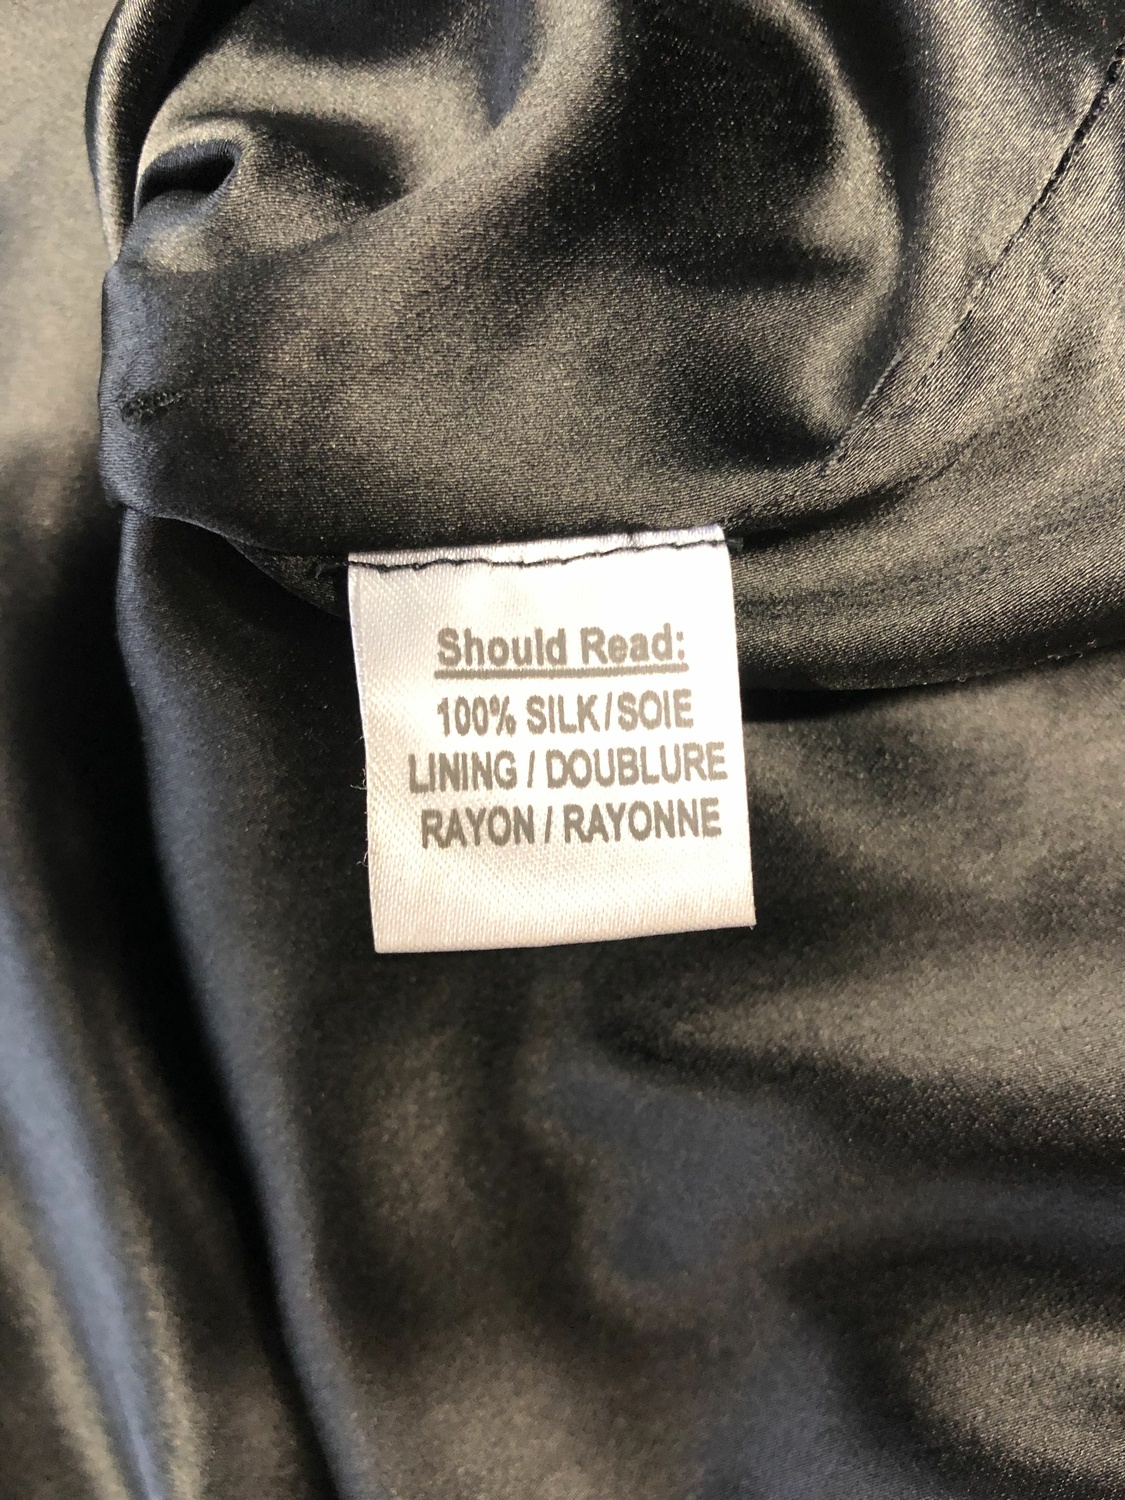 Should Read:
100% SILK/SOIE
LINING / DOUBLURE
RAYON / RAYONNE